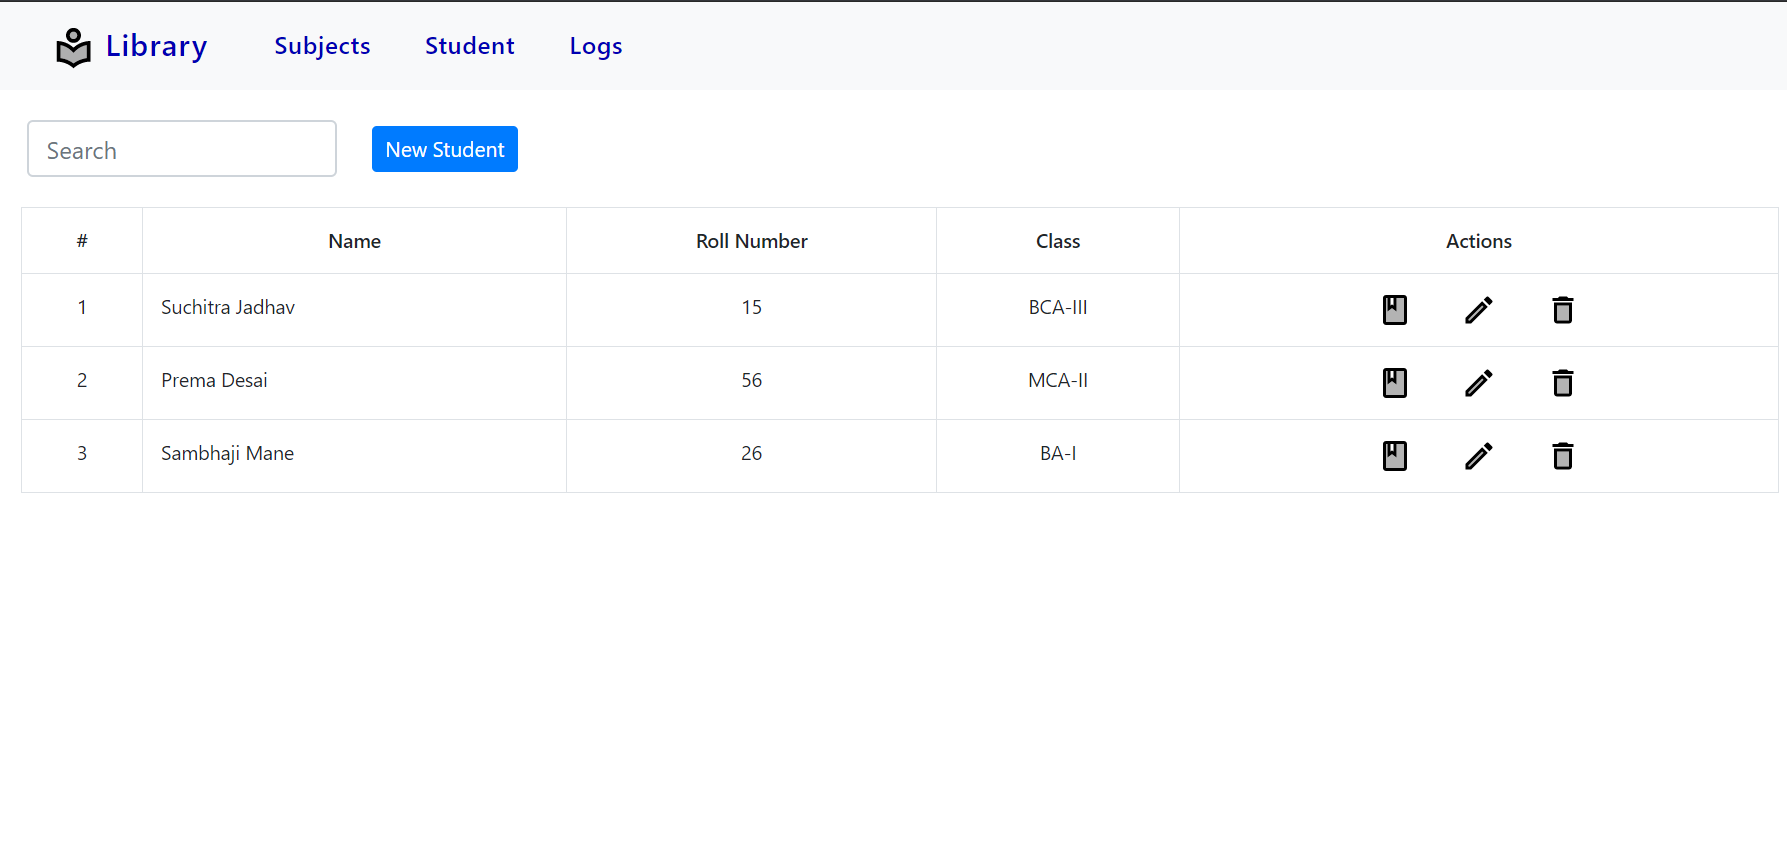 Library Subjects Student Logs
Search New Student
# Name Roll Number Class Actions
1 Suchitra Jadhav 15 BCA-III
2 Prema Desai 56 MCA-II
3 Sambhaji Mane 26 BA-I